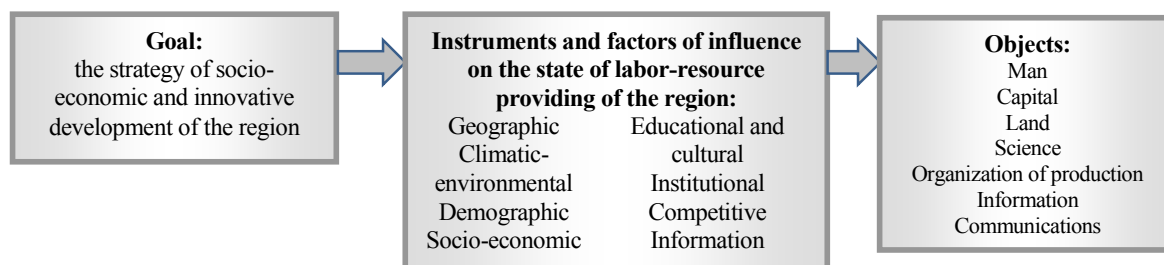 Goal:
the strategy of socio-
economic and innovative
development of the region
Instruments and factors of influence
on the state of labor-resource
providing of the region:
Geographic
Climatic-
environmental
Demographic
Socio-economic
Educational and
cultural
Institutional
Competitive
Information
Objects:
Man
Capital
Land
Science
Organization of production
Information
Communications